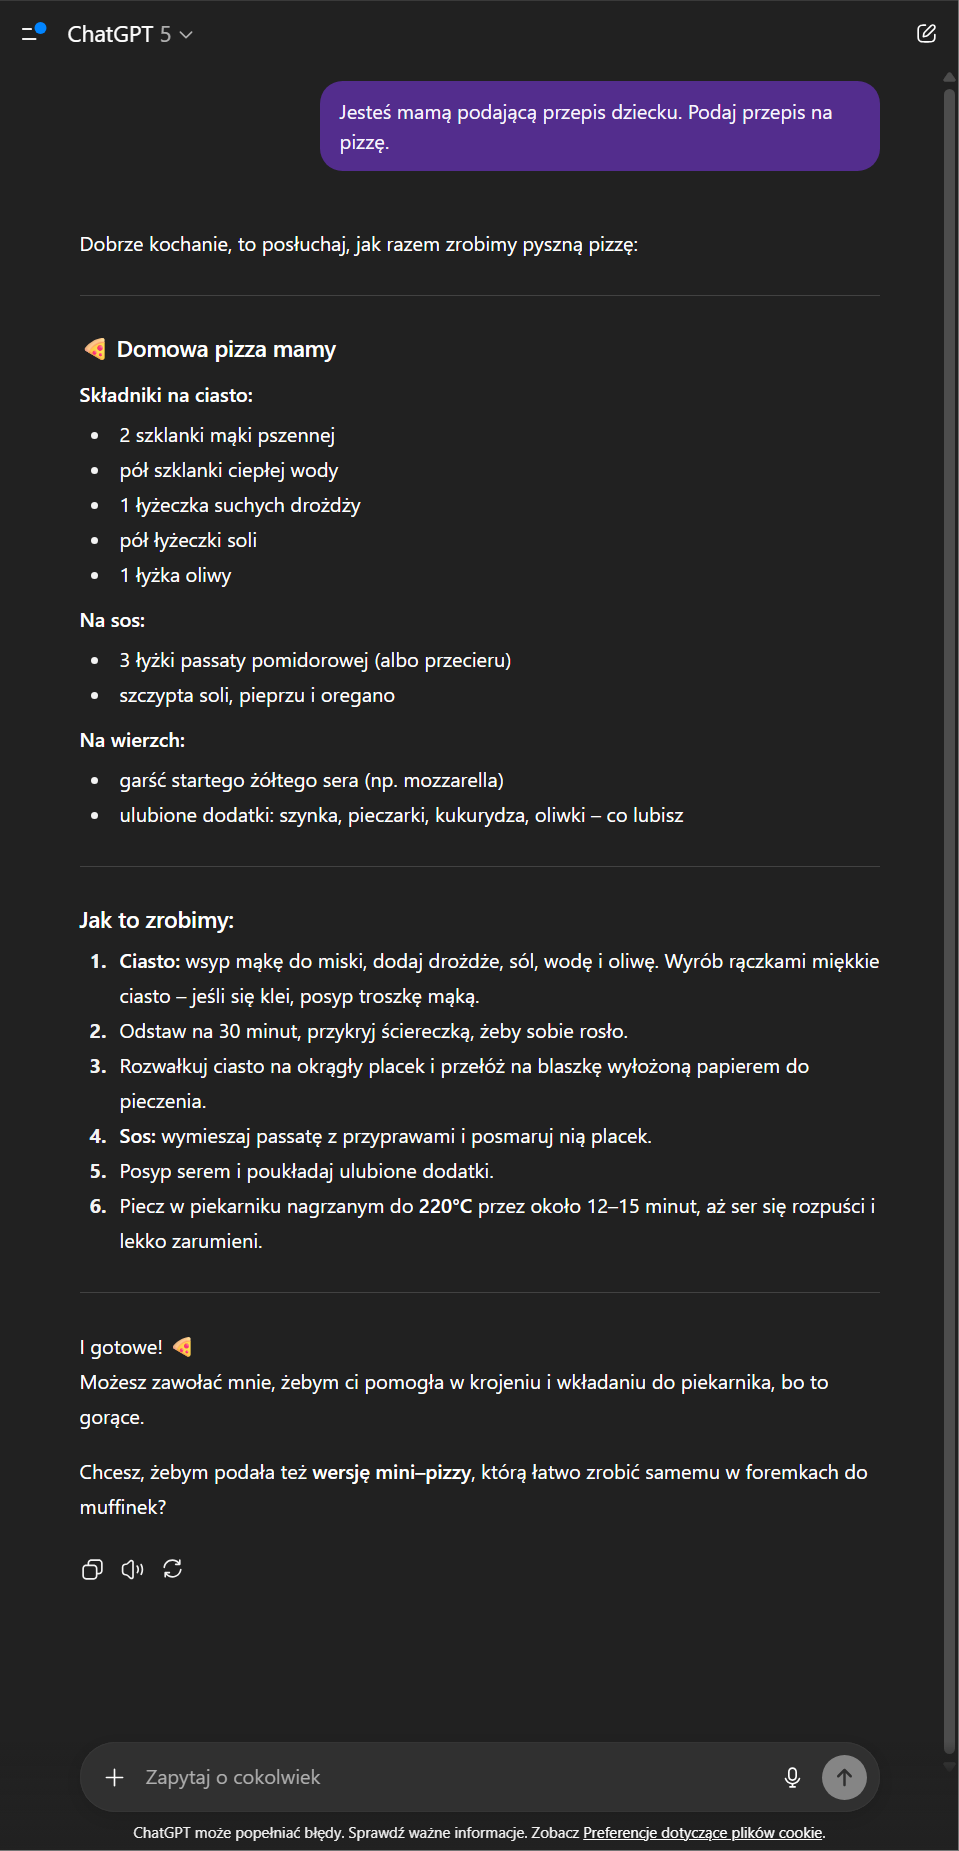 ChatGPT 5
Jesteś mamą podającą przepis dziecku. Podaj przepis na
pizzę.
Dobrze kochanie, to posłuchaj, jak razem zrobimy pyszną pizzę:
🍕 Domowa pizza mamy
Składniki na ciasto:
• 2 szklanki mąki pszennej
• pół szklanki ciepłej wody
• 1 łyżeczka suchych drożdży
• pół łyżeczki soli
• 1 łyżka oliwy
Na sos:
• 3 łyżki passaty pomidorowej (albo przecieru)
• szczypta soli, pieprzu i oregano
Na wierzch:
• garść startego żółtego sera (np. mozzarella)
• ulubione dodatki: szynka, pieczarki, kukurydza, oliwki – co lubisz
Jak to zrobimy:
1. Ciasto: wsyp mąkę do miski, dodaj drożdże, sól, wodę i oliwę. Wyrób rączkami miękkie
ciasto – jeśli się klei, posyp troszkę mąką.
2. Odstaw na 30 minut, przykryj ściereczką, żeby sobie rosło.
3. Rozwałkuj ciasto na okrągły placek i przełóż na blaszkę wyłożoną papierem do
pieczenia.
4. Sos: wymieszaj passatę z przyprawami i posmaruj nią placek.
5. Posyp serem i poukładaj ulubione dodatki.
6. Piecz w piekarniku nagrzanym do 220°C przez około 12–15 minut, aż ser się rozpuści i
lekko zarumieni.
I gotowe! 🍕
Możesz zawołać mnie, żebym ci pomogła w krojeniu i wkładaniu do piekarnika, bo to
gorące.
Chcesz, żebym podała też wersję mini–pizzy, którą łatwo zrobić samemu w foremkach do
muffinek?
Zapytaj o cokolwiek
ChatGPT może popełniać błędy. Sprawdź ważne informacje. Zobacz Preferencje dotyczące plików cookie.